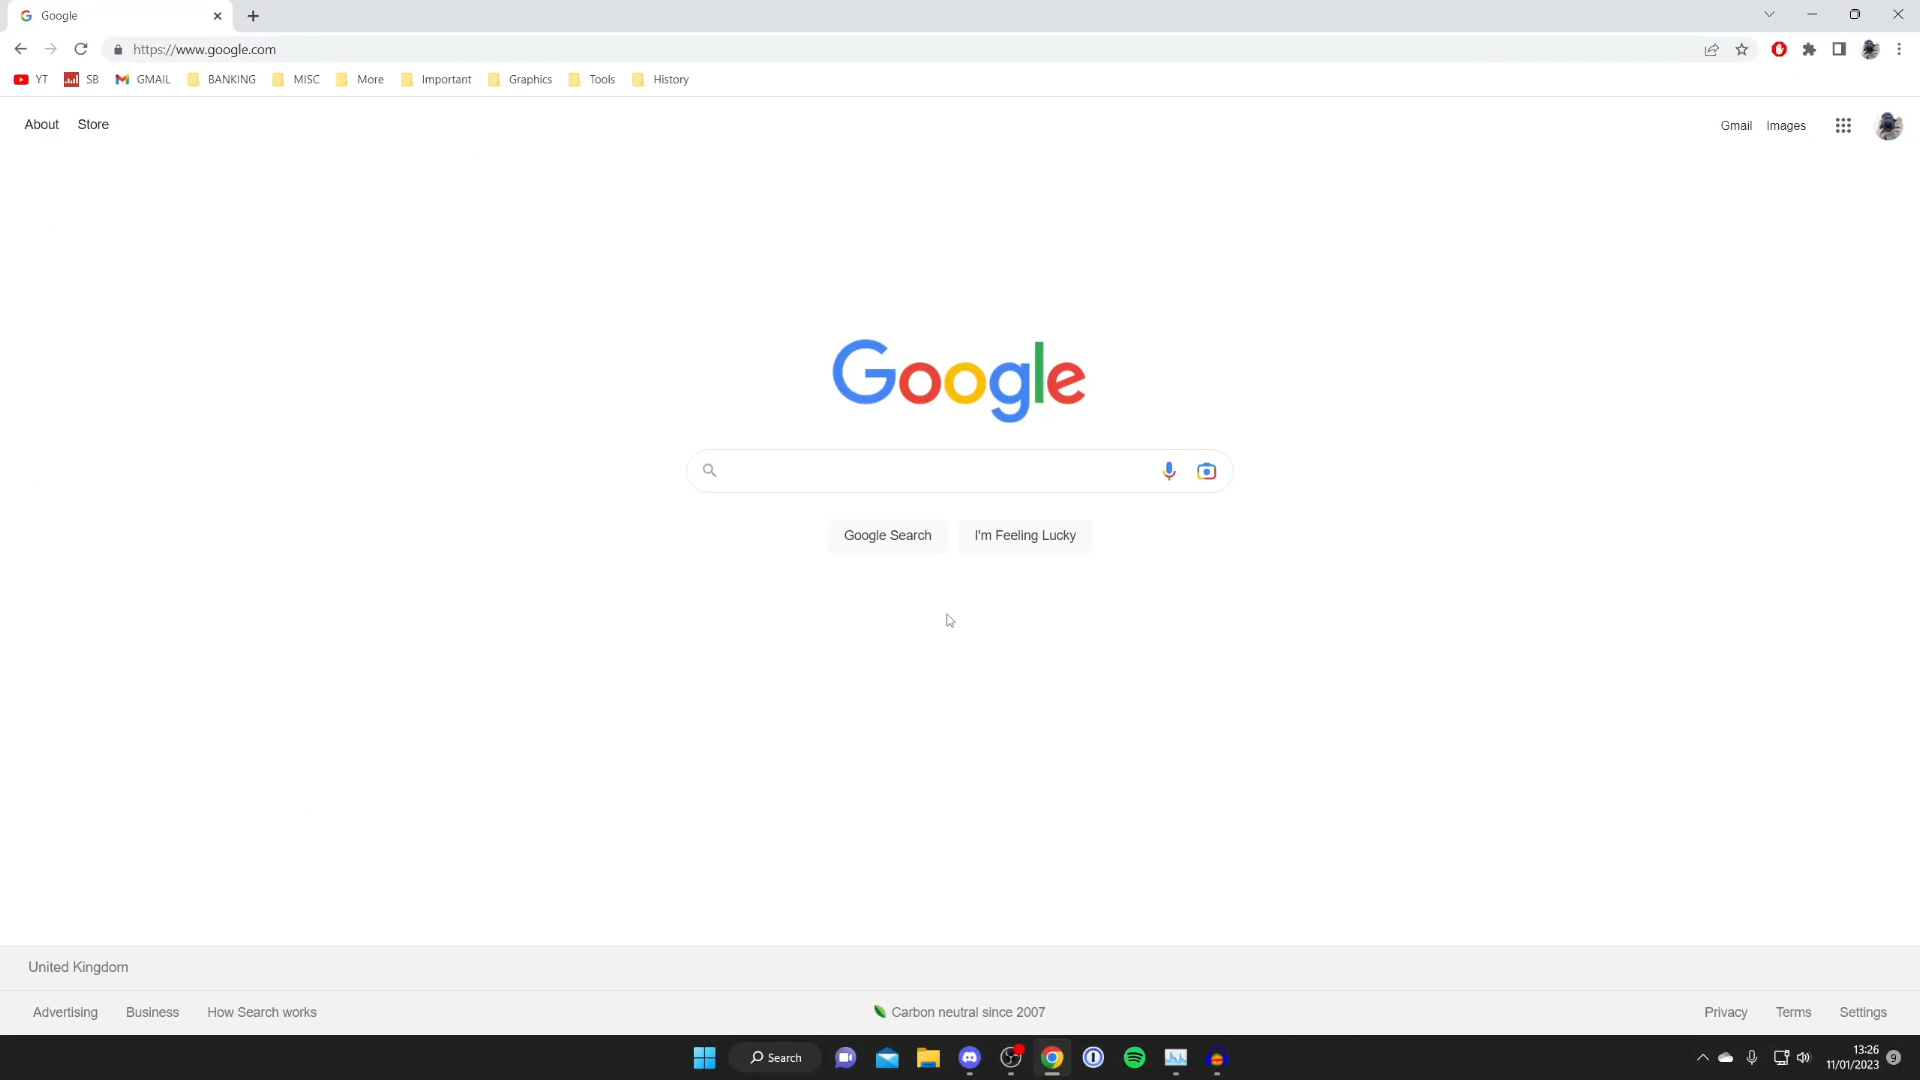 Google
https://www.google.com
YT SB GMAIL BANKING MISC More Important Graphics Tools History
About Store Gmail Images
Google
Google Search I'm Feeling Lucky
United Kingdom
Advertising Business How Search works Carbon neutral since 2007 Privacy Terms Settings
Search 13:26
11/01/2023 9